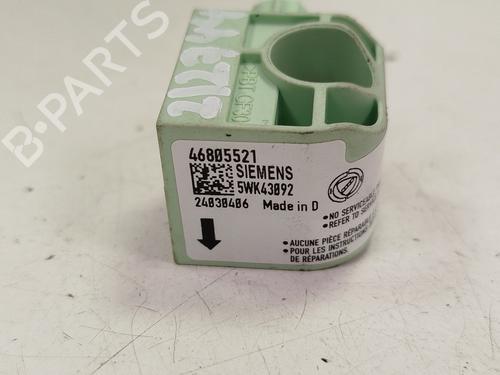 B-PARTS
46805521
SIEMENS
5WK43092
24030406 Made in D
• NO SERVICEABLE
• REFER TO
• AUCUNE PIÈCE RÉPARABLE
• POUR LES INSTRUCTIONS
DE RÉPARATIONS.